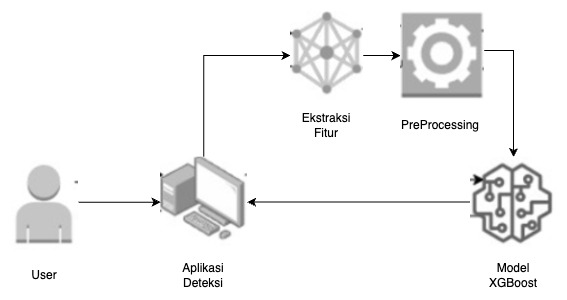 Ekstraksi
Fitur
PreProcessing
User
Aplikasi
Deteksi
Model
XGBoost